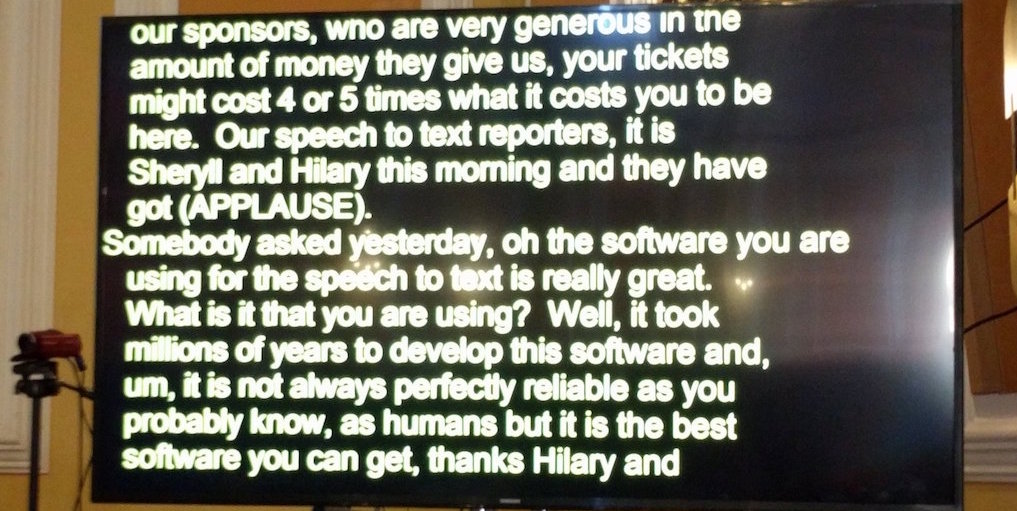 our sponsors, who are very generous in the
amount of money they give us, your tickets
might cost 4 or 5 times what it costs you to be
here. Our speech to text reporters, it is
Sheryll and Hilary this morning and they have
got (APPLAUSE).
Somebody asked yesterday, oh the software you are
using for the speech to text is really great.
What is it that you are using? Well, it took
millions of years to develop this software and,
um, it is not always perfectly reliable as you
probably know, as humans but it is the best
software you can get, thanks Hilary and